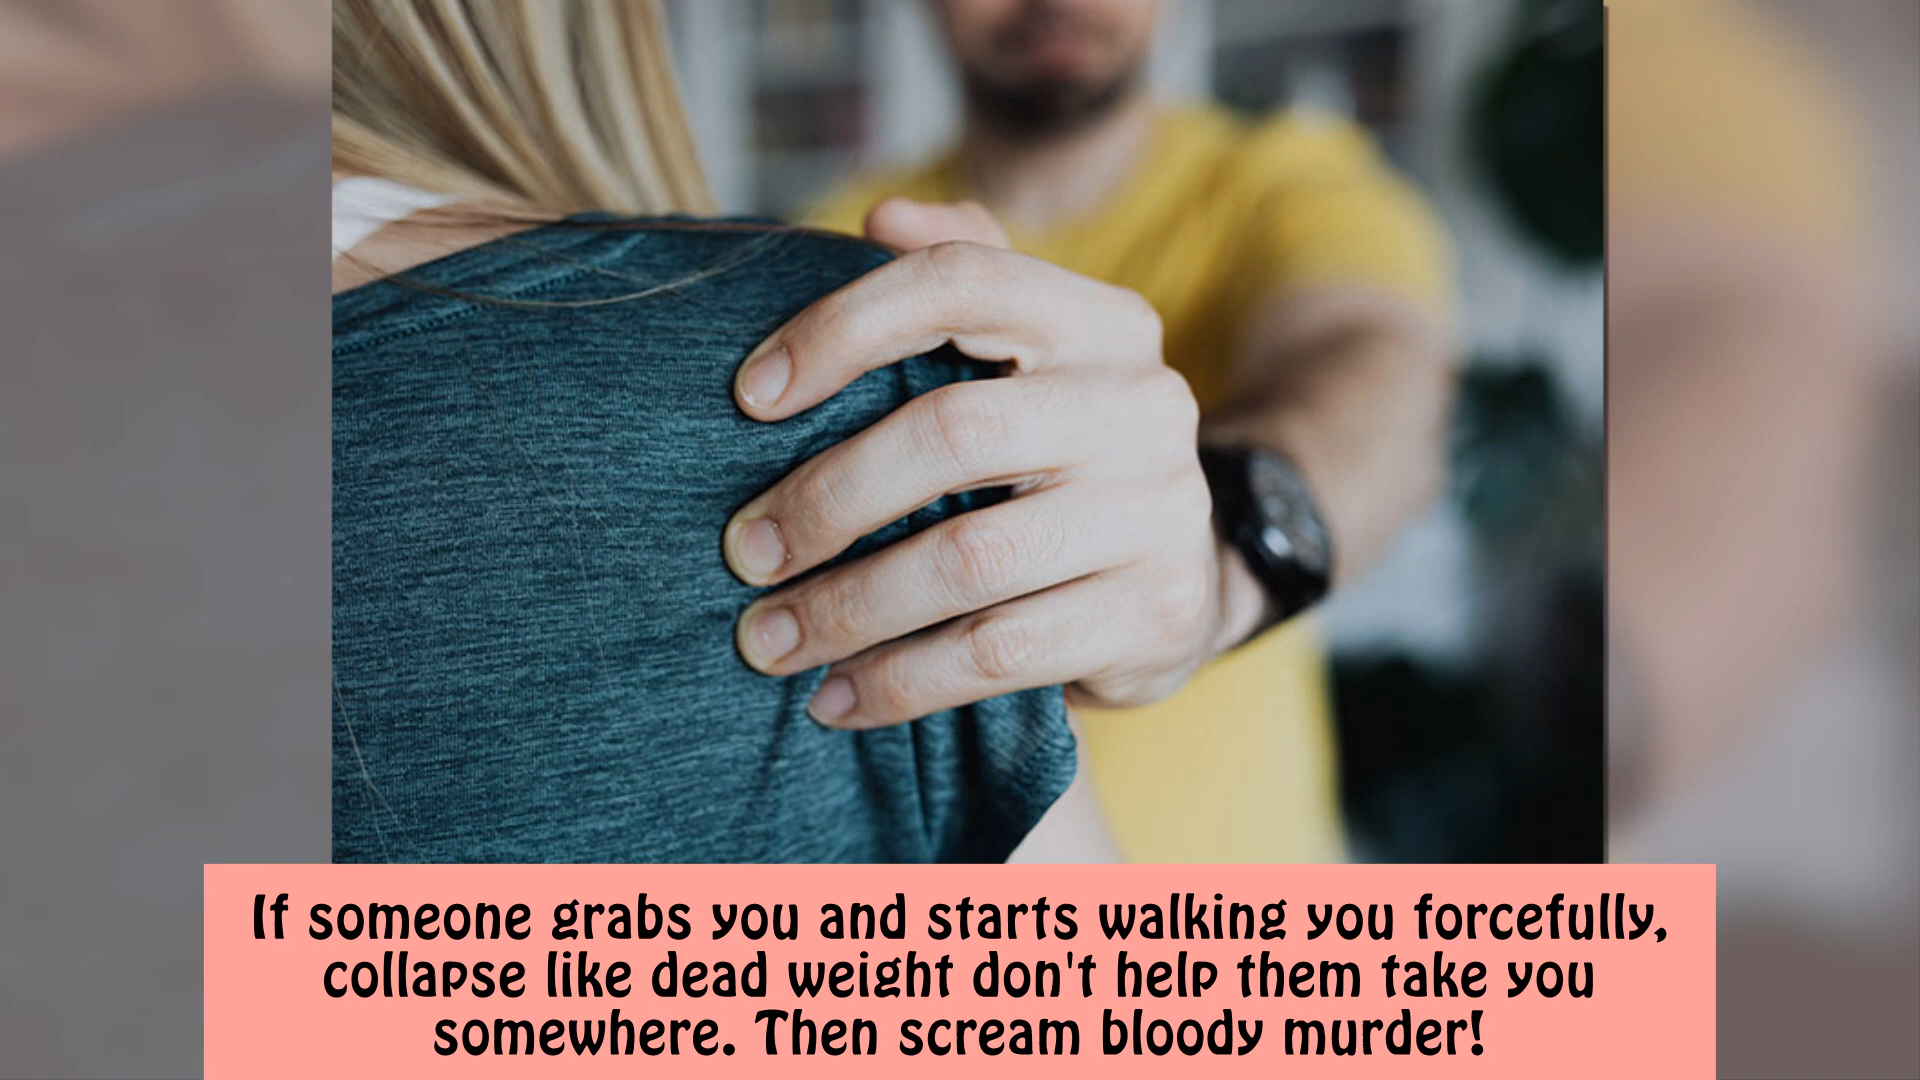 If someone grabs you and starts walking you forcefully,
collapse like dead weight don't help them take you
somewhere. Then scream bloody murder!